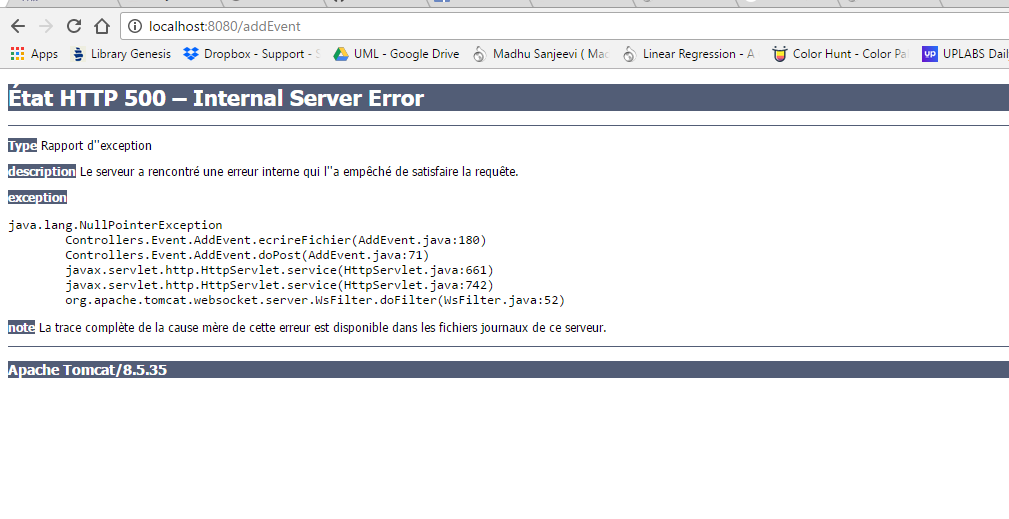 localhost:8080/addEvent
Apps Library Genesis Dropbox - Support - S UML - Google Drive Madhu Sanjeevi ( Mac Linear Regression - A Color Hunt - Color Pal UPLABS Dail
État HTTP 500 – Internal Server Error
Type Rapport d''exception
description Le serveur a rencontré une erreur interne qui l''a empêché de satisfaire la requête.
exception
java.lang.NullPointerException
Controllers.Event.AddEvent.ecrireFichier(AddEvent.java:180)
Controllers.Event.AddEvent.doPost(AddEvent.java:71)
javax.servlet.http.HttpServlet.service(HttpServlet.java:661)
javax.servlet.http.HttpServlet.service(HttpServlet.java:742)
org.apache.tomcat.websocket.server.WsFilter.doFilter(WsFilter.java:52)
note La trace complète de la cause mère de cette erreur est disponible dans les fichiers journaux de ce serveur.
Apache Tomcat/8.5.35